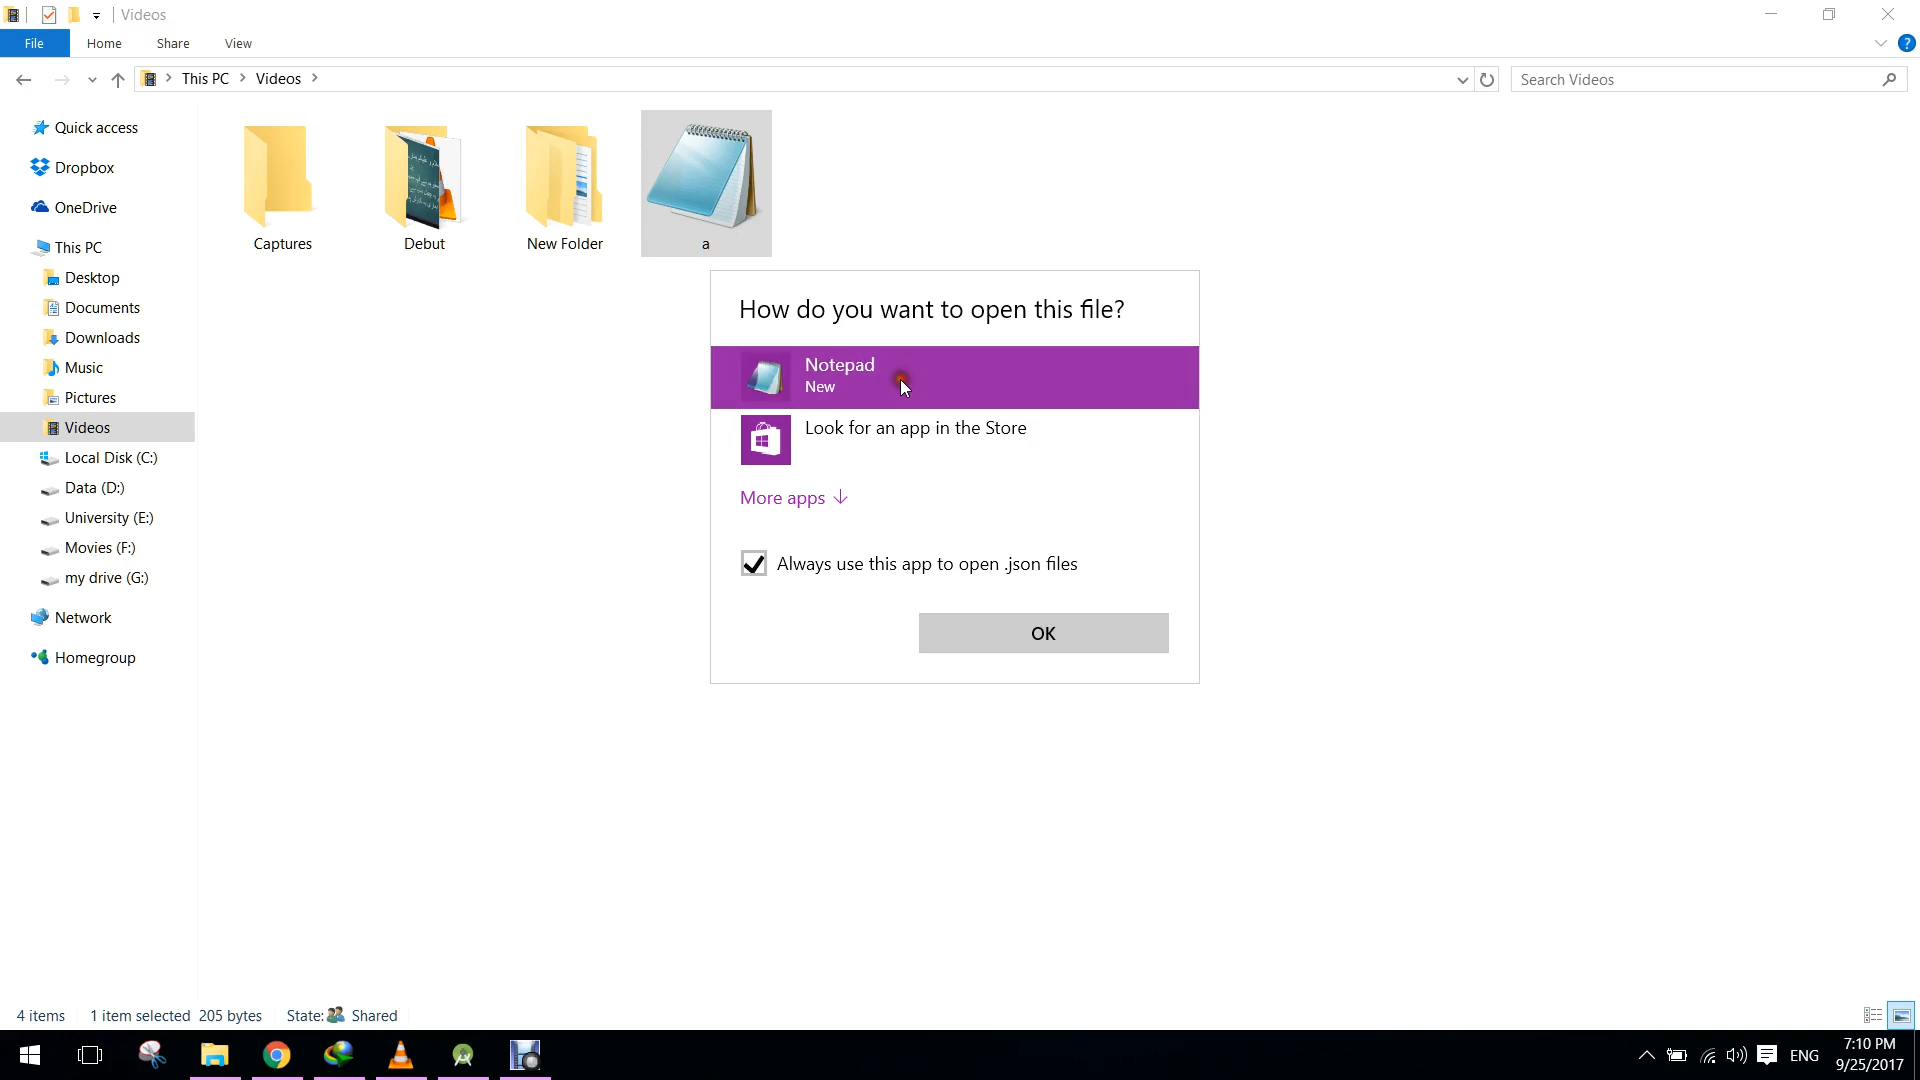 Videos
File
Home
Share
View
?
This PC
Videos
Search Videos
Quick access
Dropbox
OneDrive
This PC
Desktop
Documents
Downloads
Music
Pictures
Videos
Local Disk (C:)
Data (D:)
University (E:)
Movies (F:)
my drive (G:)
Network
Homegroup
Captures
Debut
New Folder
a
How do you want to open this file?
Notepad
New
Look for an app in the Store
More apps
Always use this app to open .json files
OK
4 items
1 item selected 205 bytes
State: Shared
ENG
7:10 PM
9/25/2017